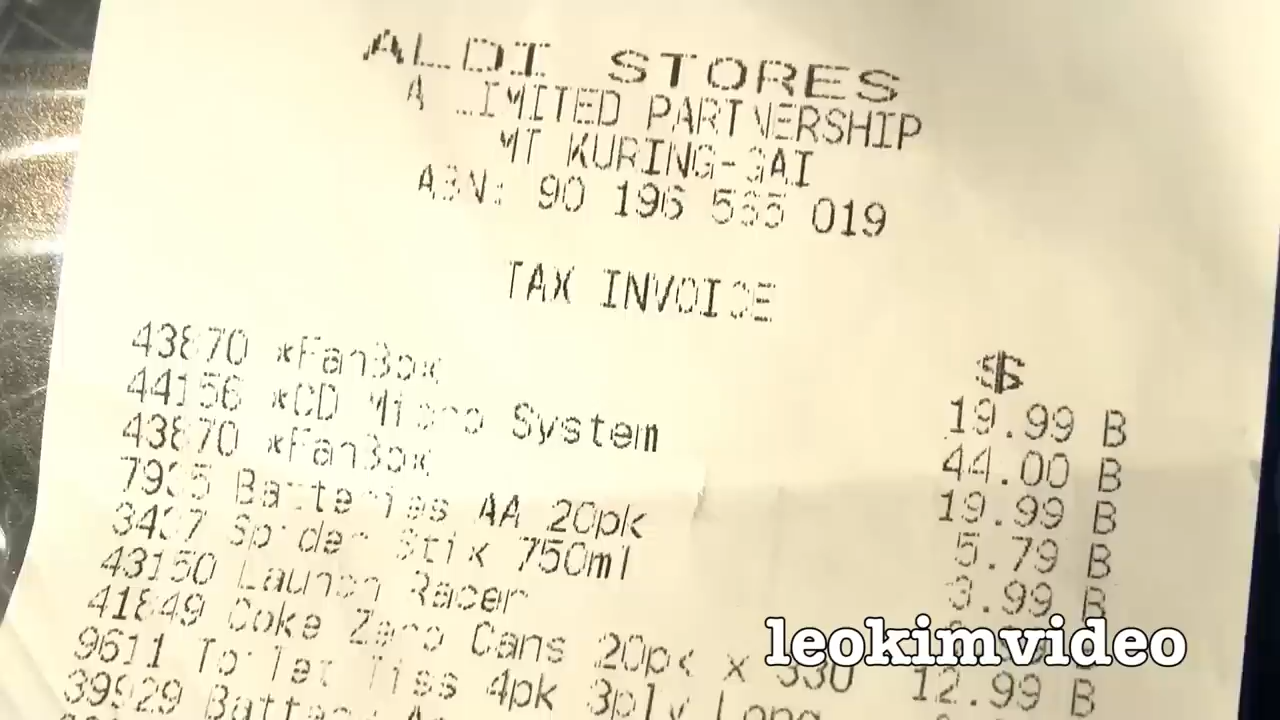 ALDI STORES
A LIMITED PARTNERSHIP
MT KURING-GAI
ABN: 90 196 565 019
TAX INVOICE
$
43870 *FanBox 19.99 B
44156 *CD Micro System 44.00 B
43870 *FanBox 19.99 B
Batteries AA 20pk 5.79 B
Spider Stix 750ml 3.99 B
43150 Launch Racer
41849 Coke Zero Cans 20pk x 330 12.99 B
9611 Toilet Tiss 4pk 3ply Long
39929
leokimvideo